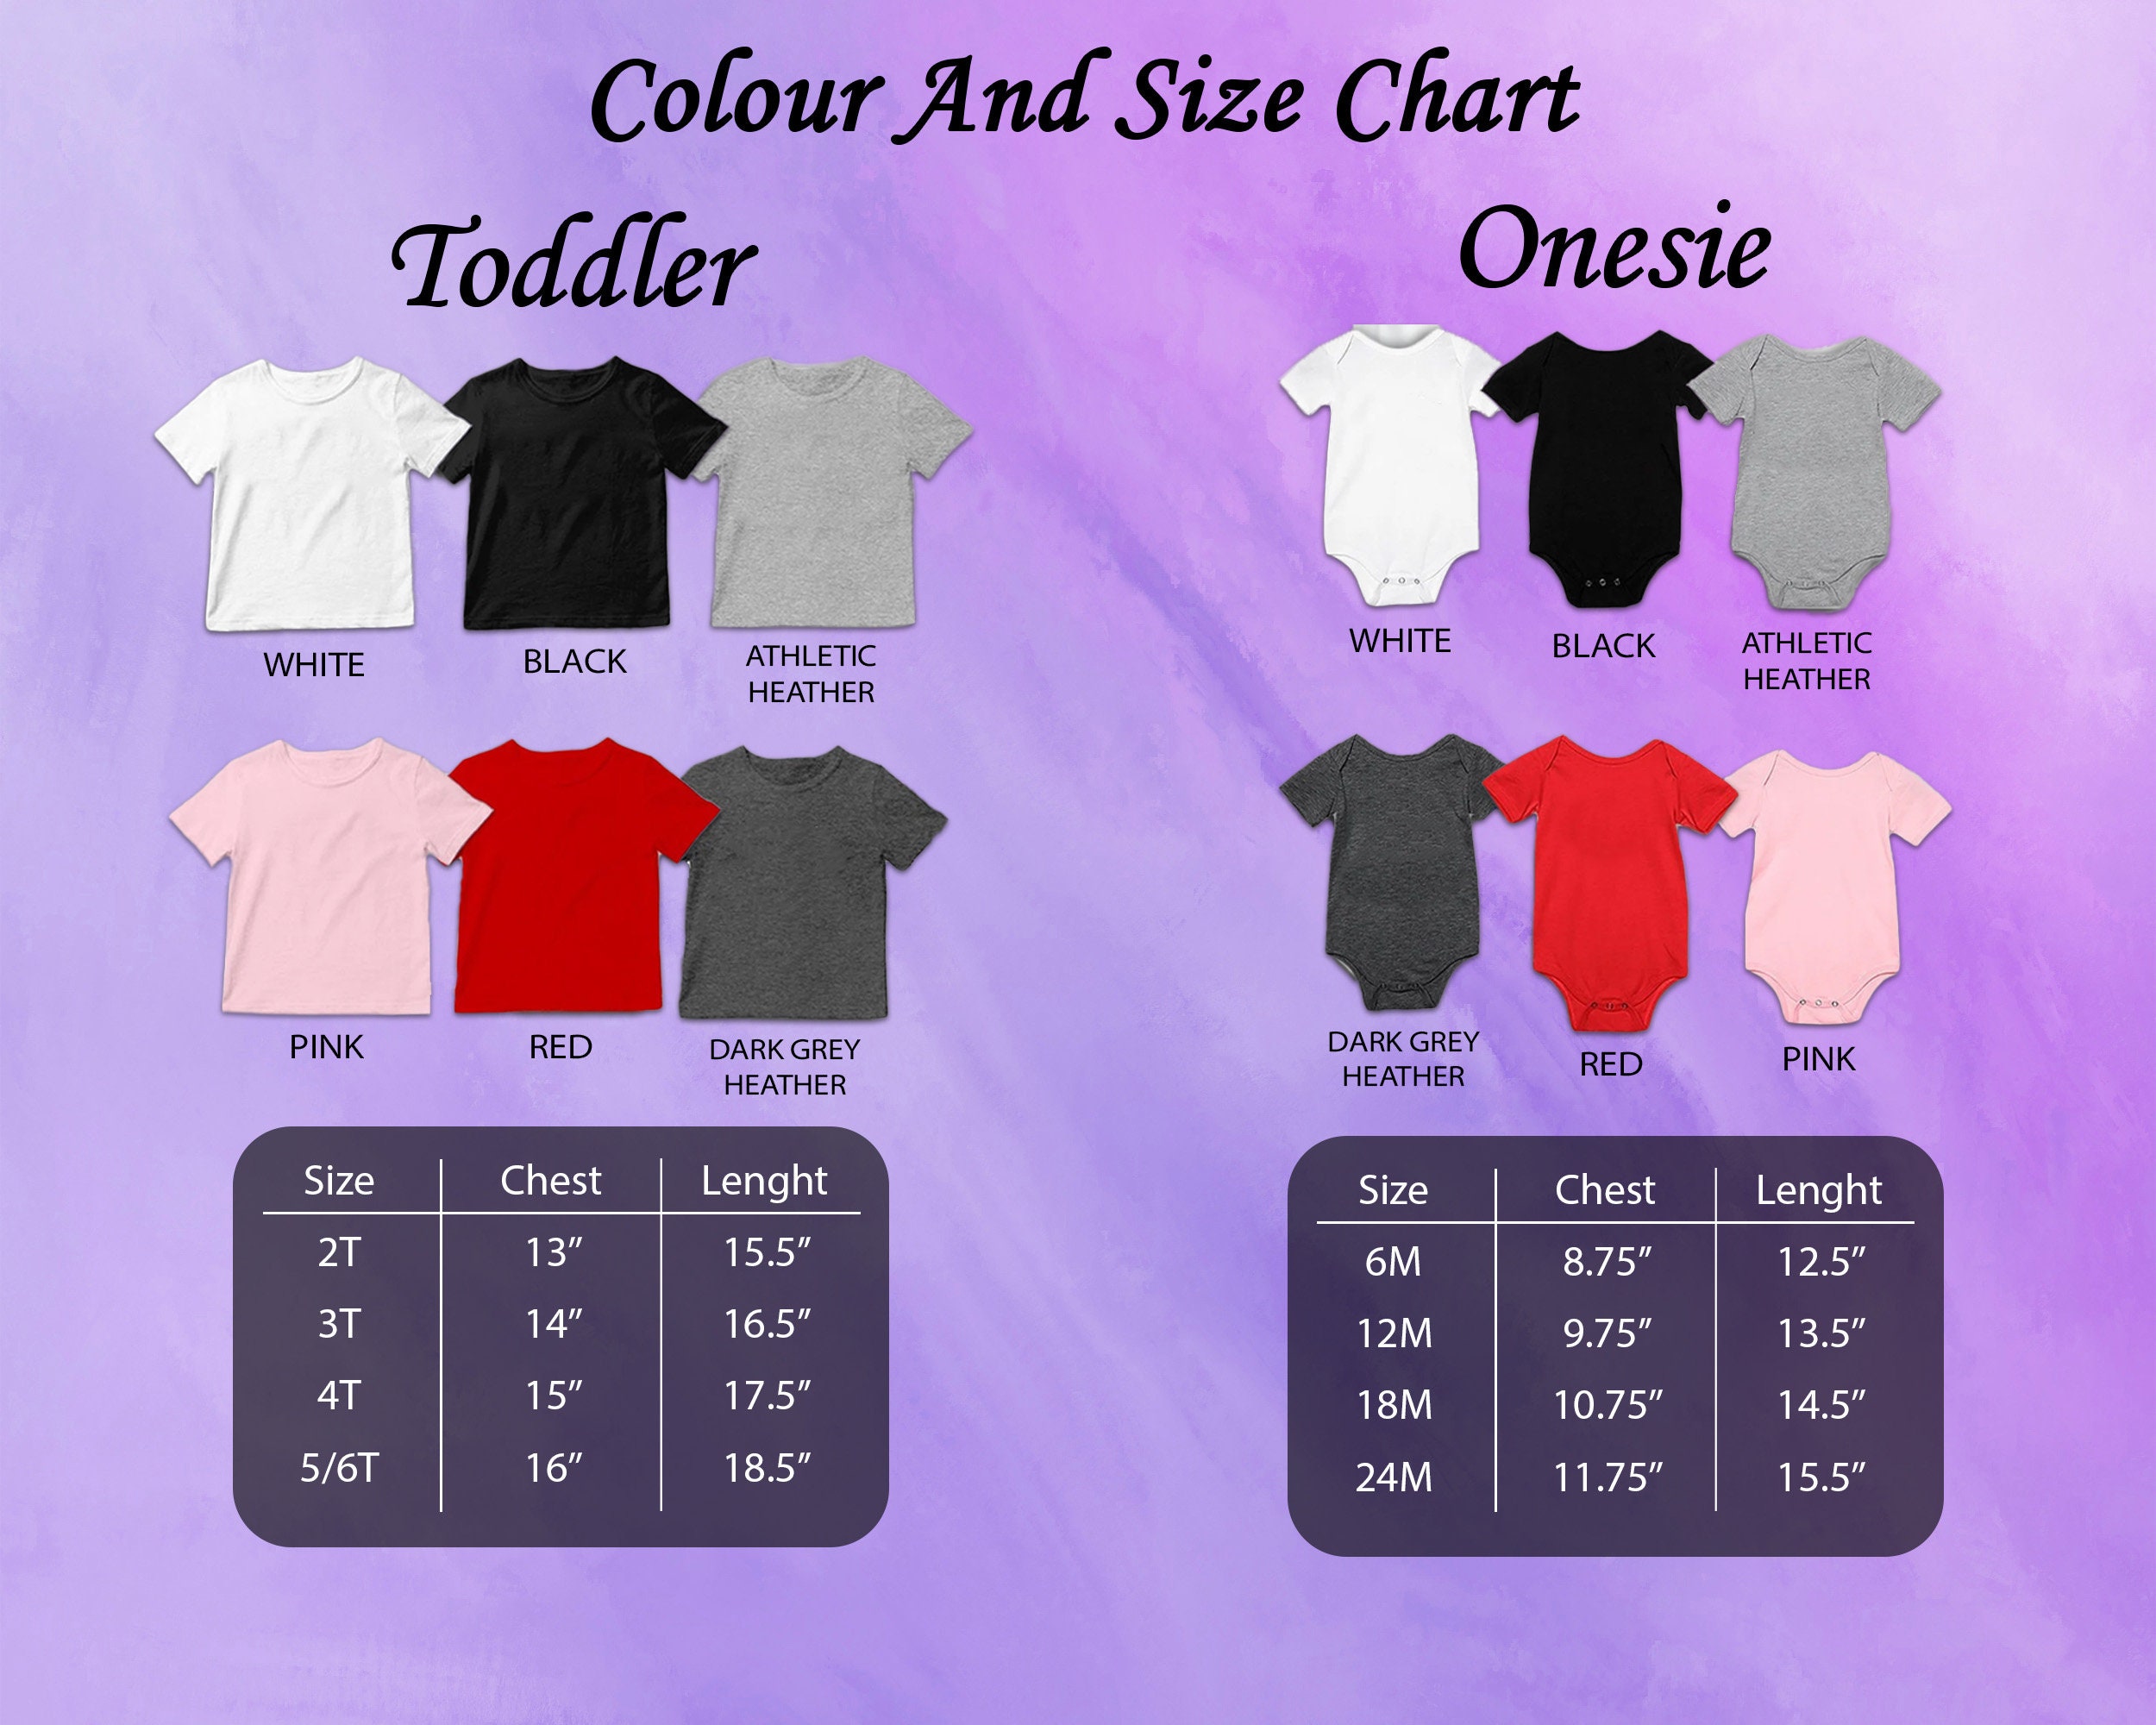 Colour And Size Chart
Toddler
WHITE
BLACK
ATHLETIC
HEATHER
PINK
RED
DARK GREY
HEATHER
Size Chest Lenght
2T 13” 15.5”
3T 14” 16.5”
4T 15” 17.5”
5/6T 16” 18.5”
Onesie
WHITE
BLACK
ATHLETIC
HEATHER
DARK GREY
HEATHER
RED
PINK
Size Chest Lenght
6M 8.75” 12.5”
12M 9.75” 13.5”
18M 10.75” 14.5”
24M 11.75” 15.5”